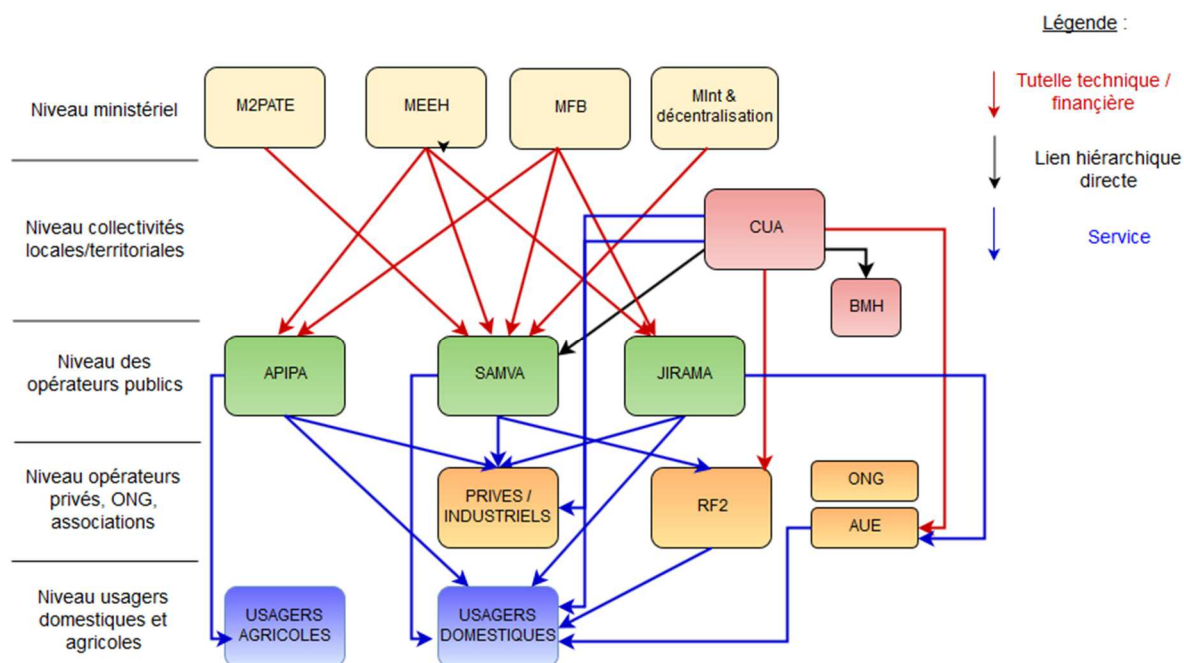 Légende :
Tutelle technique /
finançière
Lien hiérarchique
directe
Service
Niveau ministériel
M2PATE
MEEH
MFB
MInt &
décentralisation
Niveau collectivités
locales/territoriales
CUA
BMH
Niveau des
opérateurs publics
APIPA
SAMVA
JIRAMA
Niveau opérateurs
privés, ONG,
associations
PRIVES /
INDUSTRIELS
RF2
ONG
AUE
Niveau usagers
domestiques et
agricoles
USAGERS
AGRICOLES
USAGERS
DOMESTIQUES